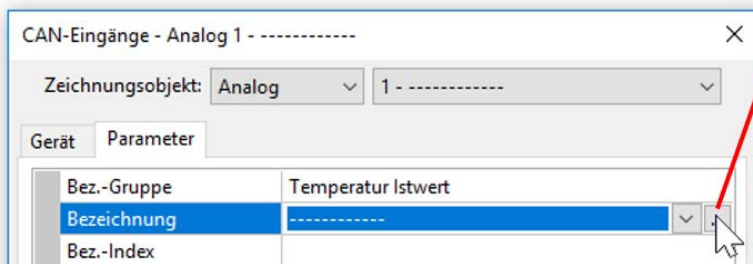 CAN-Eingänge - Analog 1 - ------------
Zeichnungsobjekt: Analog 1 - ------------
Gerät Parameter
Bez.-Gruppe Temperatur Istwert
Bezeichnung ------------
Bez.-Index